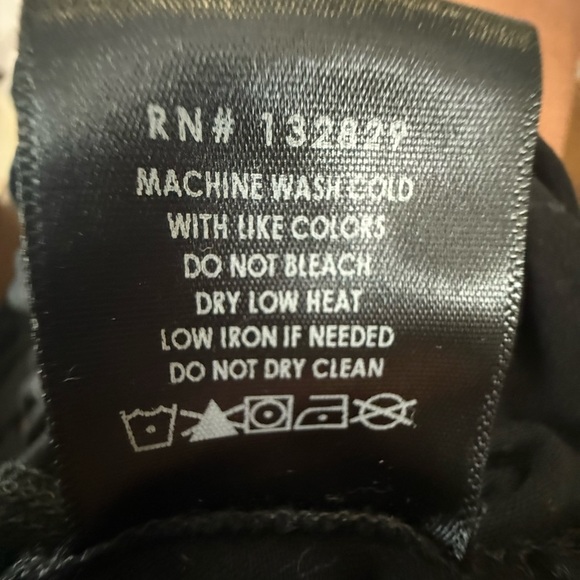 RN# 132829
MACHINE WASH COLD
WITH LIKE COLORS
DO NOT BLEACH
DRY LOW HEAT
LOW IRON IF NEEDED
DO NOT DRY CLEAN